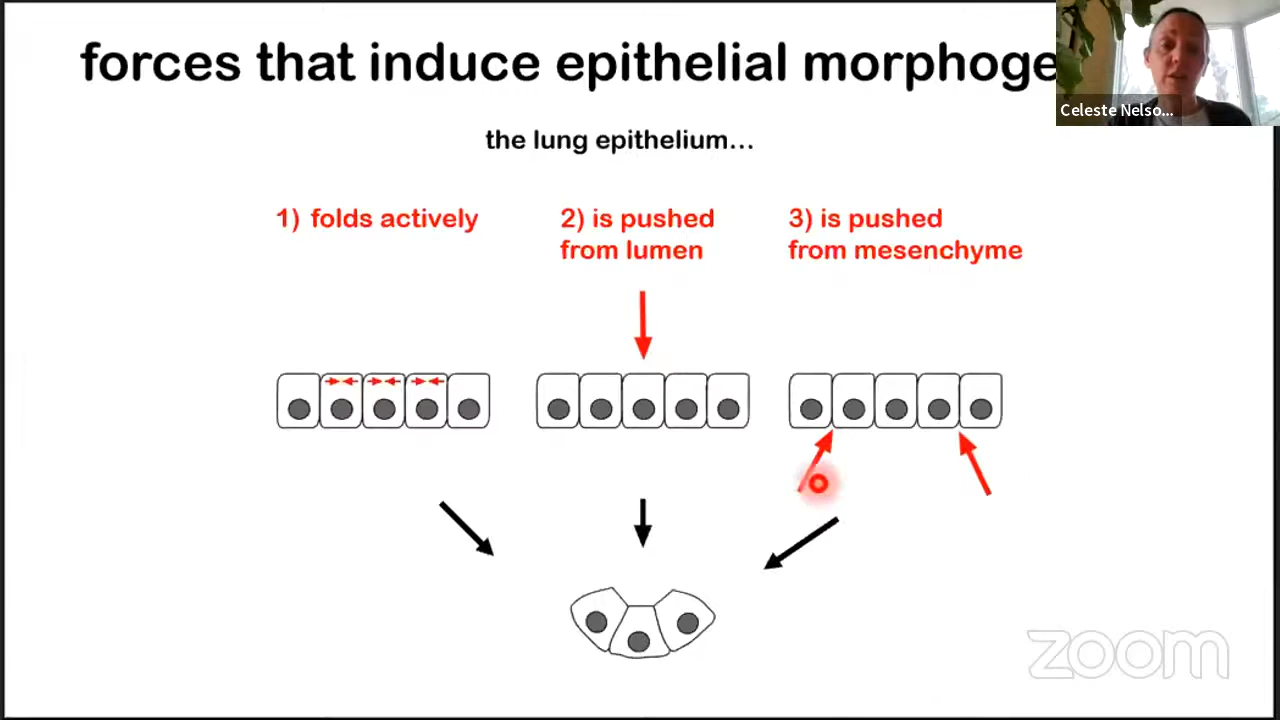 forces that induce epithelial morphoge
Celeste Nelso...
the lung epithelium...
1) folds actively
2) is pushed
from lumen
3) is pushed
from mesenchyme
zoom